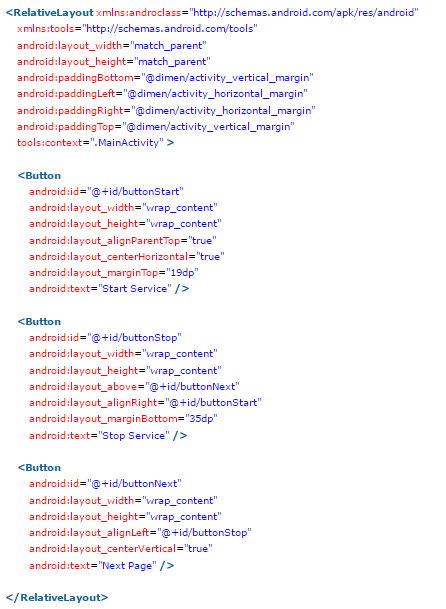 <RelativeLayout xmlns:androclass="http://schemas.android.com/apk/res/android"
xmlns:tools="http://schemas.android.com/tools"
android:layout_width="match_parent"
android:layout_height="match_parent"
android:paddingBottom="@dimen/activity_vertical_margin"
android:paddingLeft="@dimen/activity_horizontal_margin"
android:paddingRight="@dimen/activity_horizontal_margin"
android:paddingTop="@dimen/activity_vertical_margin"
tools:context=".MainActivity" >
<Button
android:id="@+id/buttonStart"
android:layout_width="wrap_content"
android:layout_height="wrap_content"
android:layout_alignParentTop="true"
android:layout_centerHorizontal="true"
android:layout_marginTop="19dp"
android:text="Start Service" />
<Button
android:id="@+id/buttonStop"
android:layout_width="wrap_content"
android:layout_height="wrap_content"
android:layout_above="@+id/buttonNext"
android:layout_alignRight="@+id/buttonStart"
android:layout_marginBottom="35dp"
android:text="Stop Service" />
<Button
android:id="@+id/buttonNext"
android:layout_width="wrap_content"
android:layout_height="wrap_content"
android:layout_alignLeft="@+id/buttonStop"
android:layout_centerVertical="true"
android:text="Next Page" />
</RelativeLayout>